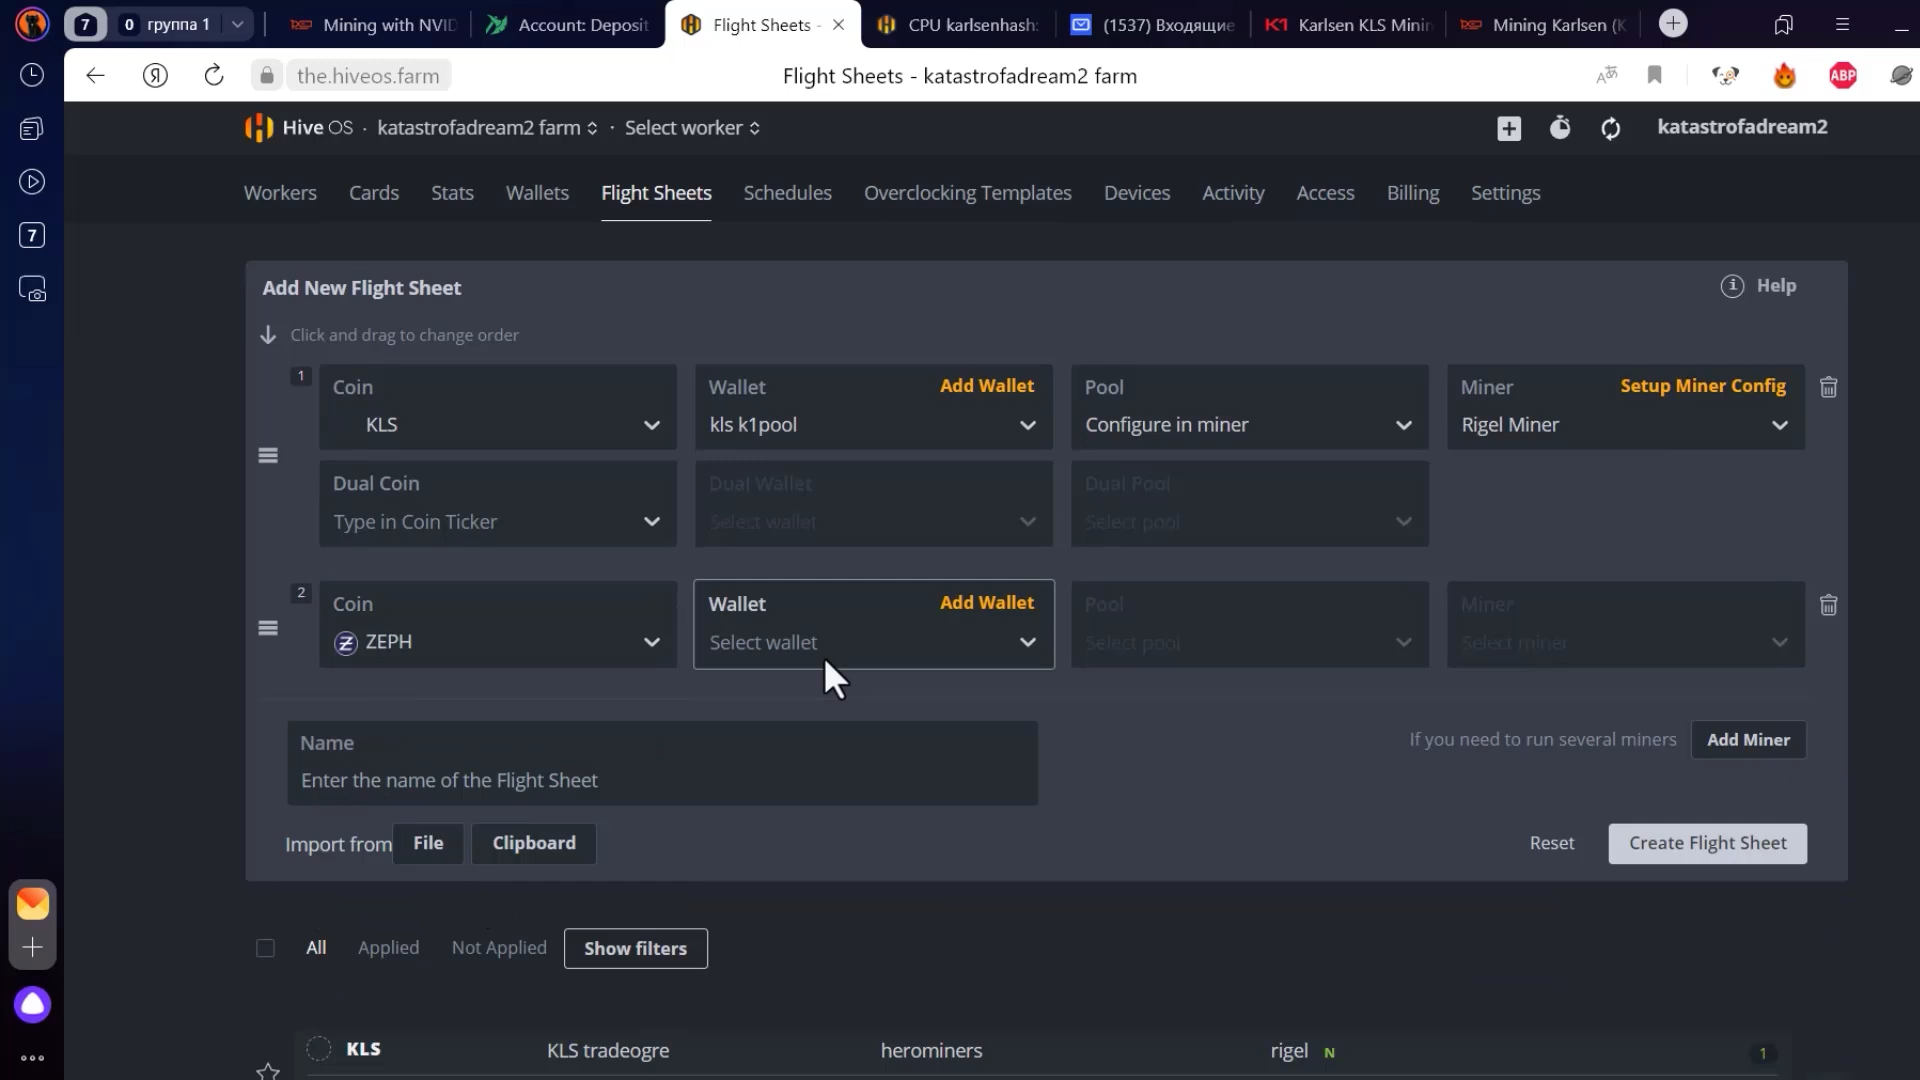 7
0 группа 1
Mining with NVID
Account: Deposit
Flight Sheets -
CPU karlsenhash:
(1537) Входящие
K1
Karlsen KLS Minin
Mining Karlsen (K
Я
the.hiveos.farm
Flight Sheets - katastrofadream2 farm
ABP
7
Hive OS · katastrofadream2 farm · Select worker
katastrofadream2
Workers
Cards
Stats
Wallets
Flight Sheets
Schedules
Overclocking Templates
Devices
Activity
Access
Billing
Settings
Add New Flight Sheet
Help
Click and drag to change order
1
Coin
KLS
Wallet
Add Wallet
kls k1pool
Pool
Configure in miner
Miner
Setup Miner Config
Rigel Miner
Dual Coin
Type in Coin Ticker
Dual Wallet
Select wallet
Dual Pool
Select pool
2
Coin
ZEPH
Wallet
Add Wallet
Select wallet
Pool
Select pool
Miner
Select miner
Name
Enter the name of the Flight Sheet
If you need to run several miners
Add Miner
Import from
File
Clipboard
Reset
Create Flight Sheet
All
Applied
Not Applied
Show filters
KLS
KLS tradeogre
herominers
rigel N
1